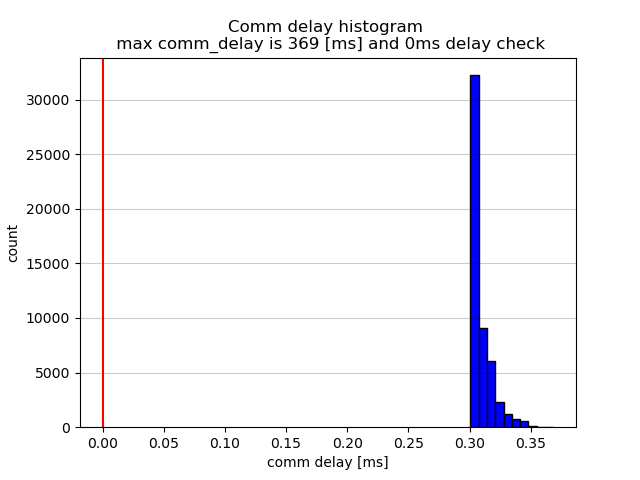 Comm delay histogram
max comm_delay is 369 [ms] and 0ms delay check
count
30000
25000
20000
15000
10000
5000
0
0.00 0.05 0.10 0.15 0.20 0.25 0.30 0.35
comm delay [ms]